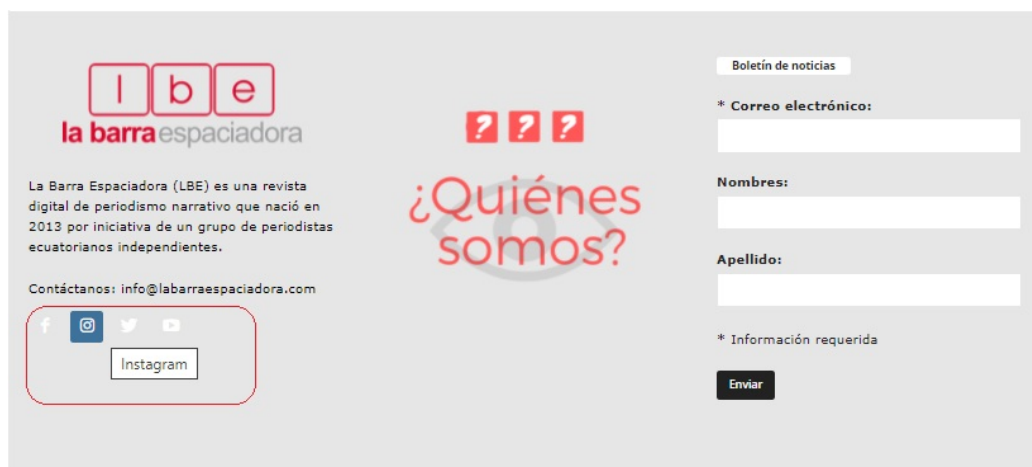 lbe
la barra espaciadora
La Barra Espaciadora (LBE) es una revista
digital de periodismo narrativo que nació en
2013 por iniciativa de un grupo de periodistas
ecuatorianos independientes.
Contáctanos: info@labarraespaciadora.com
f
Instagram
? ? ?
¿Quiénes
somos?
Boletín de noticias
* Correo electrónico:
Nombres:
Apellido:
* Información requerida
Enviar